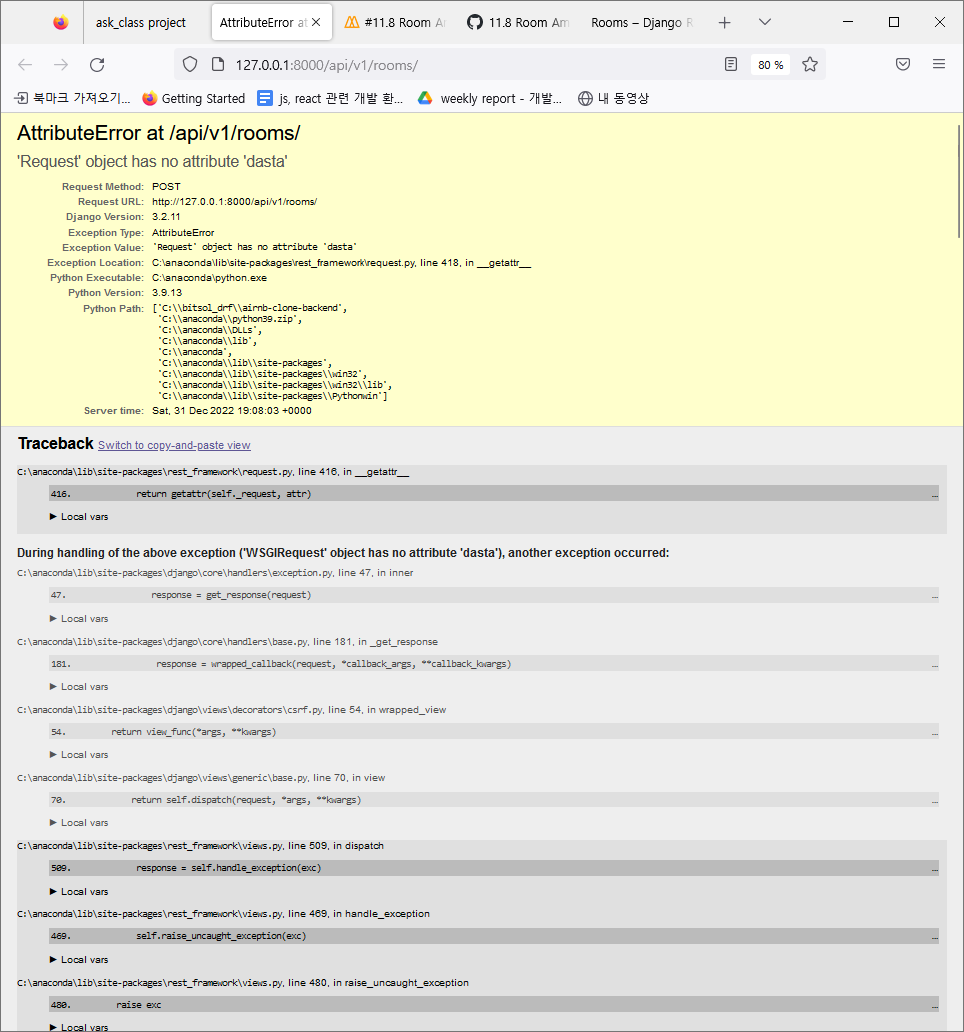 ask_class project
AttributeError at
#11.8 Room A
11.8 Room Am
Rooms – Django R
127.0.0.1:8000/api/v1/rooms/
80 %
북마크 가져오기...
Getting Started
js, react 관련 개발 환...
weekly report - 개발...
내 동영상
AttributeError at /api/v1/rooms/
'Request' object has no attribute 'dasta'
Request Method: POST
Request URL: http://127.0.0.1:8000/api/v1/rooms/
Django Version: 3.2.11
Exception Type: AttributeError
Exception Value: 'Request' object has no attribute 'dasta'
Exception Location: C:\anaconda\lib\site-packages\rest_framework\request.py, line 418, in __getattr__
Python Executable: C:\anaconda\python.exe
Python Version: 3.9.13
Python Path: ['C:\\bitsol_drf\\airnb-clone-backend',
'C:\\anaconda\\python39.zip',
'C:\\anaconda\\DLLs',
'C:\\anaconda\\lib',
'C:\\anaconda',
'C:\\anaconda\\lib\\site-packages',
'C:\\anaconda\\lib\\site-packages\\win32',
'C:\\anaconda\\lib\\site-packages\\win32\\lib',
'C:\\anaconda\\lib\\site-packages\\Pythonwin']
Server time: Sat, 31 Dec 2022 19:08:03 +0000
Traceback Switch to copy-and-paste view
C:\anaconda\lib\site-packages\rest_framework\request.py, line 416, in __getattr__
416. return getattr(self._request, attr) …
▶ Local vars
During handling of the above exception ('WSGIRequest' object has no attribute 'dasta'), another exception occurred:
C:\anaconda\lib\site-packages\django\core\handlers\exception.py, line 47, in inner
47. response = get_response(request) …
▶ Local vars
C:\anaconda\lib\site-packages\django\core\handlers\base.py, line 181, in _get_response
181. response = wrapped_callback(request, *callback_args, **callback_kwargs) …
▶ Local vars
C:\anaconda\lib\site-packages\django\views\decorators\csrf.py, line 54, in wrapped_view
54. return view_func(*args, **kwargs) …
▶ Local vars
C:\anaconda\lib\site-packages\django\views\generic\base.py, line 70, in view
70. return self.dispatch(request, *args, **kwargs) …
▶ Local vars
C:\anaconda\lib\site-packages\rest_framework\views.py, line 509, in dispatch
509. response = self.handle_exception(exc) …
▶ Local vars
C:\anaconda\lib\site-packages\rest_framework\views.py, line 469, in handle_exception
469. self.raise_uncaught_exception(exc) …
▶ Local vars
C:\anaconda\lib\site-packages\rest_framework\views.py, line 480, in raise_uncaught_exception
480. raise exc …
▶ Local vars